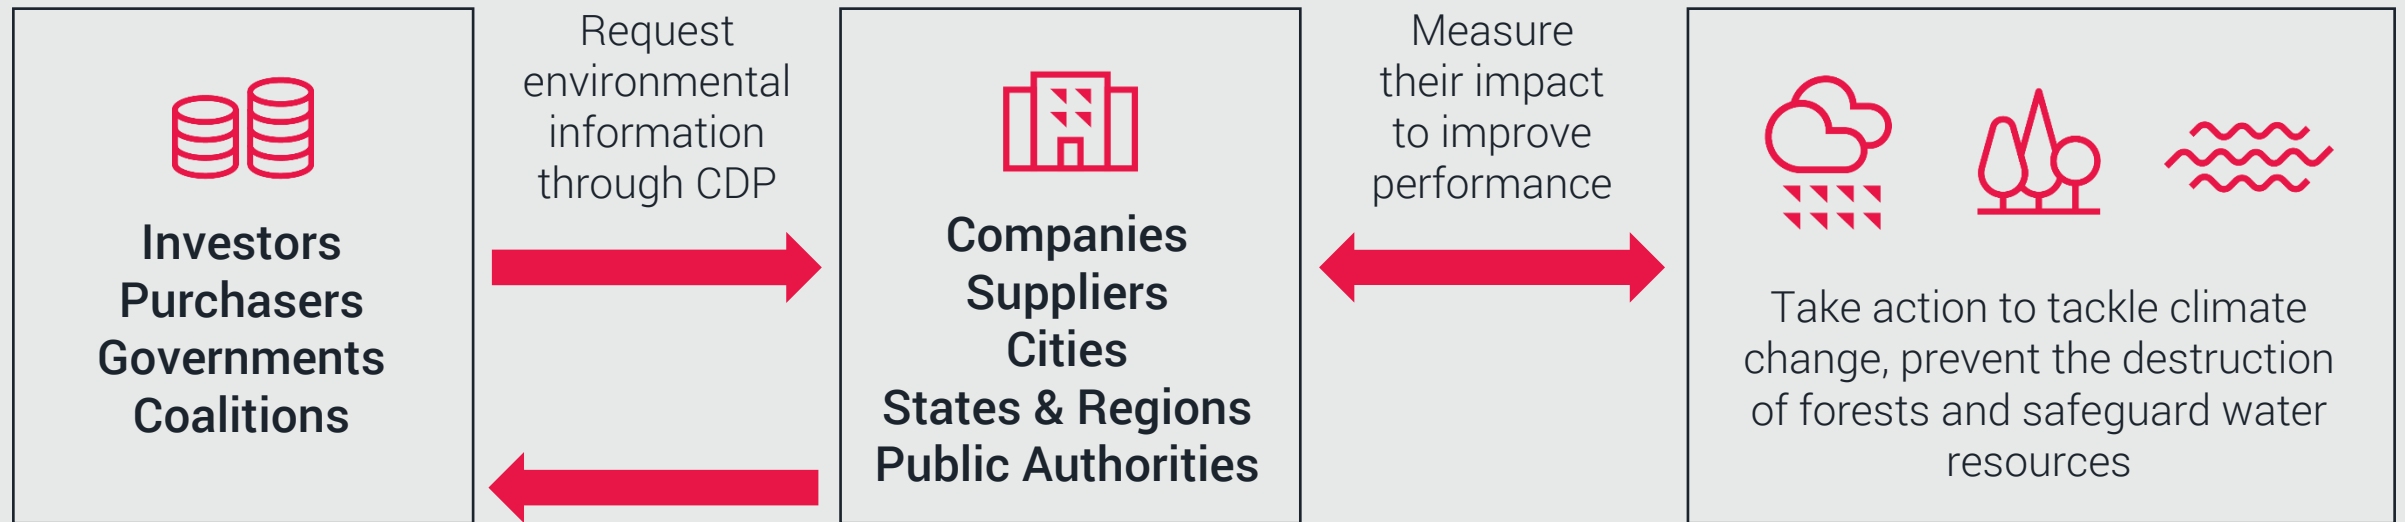 Investors
Purchasers
Governments
Coalitions
Request
environmental
information
through CDP
Companies
Suppliers
Cities
States & Regions
Public Authorities
Measure
their impact
to improve
performance
Take action to tackle climate
change, prevent the destruction
of forests and safeguard water
resources